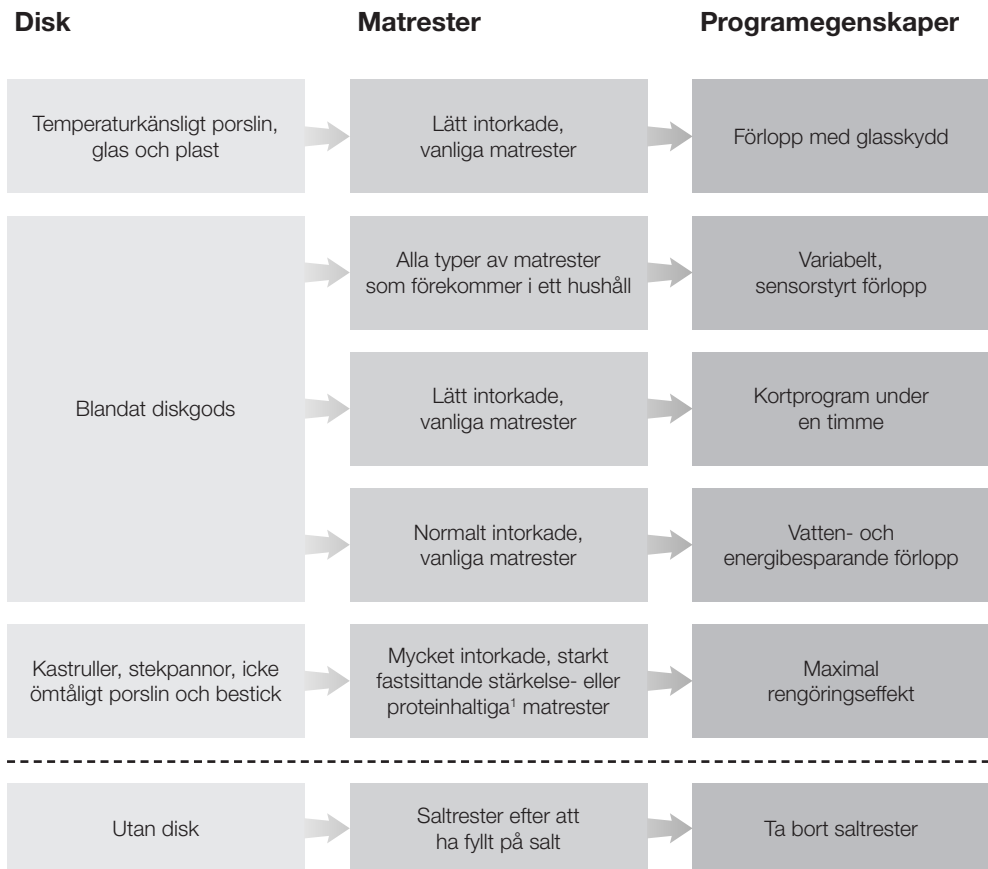 Disk
Matrester
Programegenskaper
Temperaturkänsligt porslin,
glas och plast
Lätt intorkade,
vanliga matrester
Förlopp med glasskydd
Blandat diskgods
Alla typer av matrester
som förekommer i ett hushåll
Variabelt,
sensorstyrt förlopp
Lätt intorkade,
vanliga matrester
Kortprogram under
en timme
Normalt intorkade,
vanliga matrester
Vatten- och
energibesparande förlopp
Kastruller, stekpannor, icke
ömtåligt porslin och bestick
Mycket intorkade, starkt
fastsittande stärkelse- eller
proteinhaltiga¹ matrester
Maximal
rengöringseffekt
Utan disk
Saltrester efter att
ha fyllt på salt
Ta bort saltrester